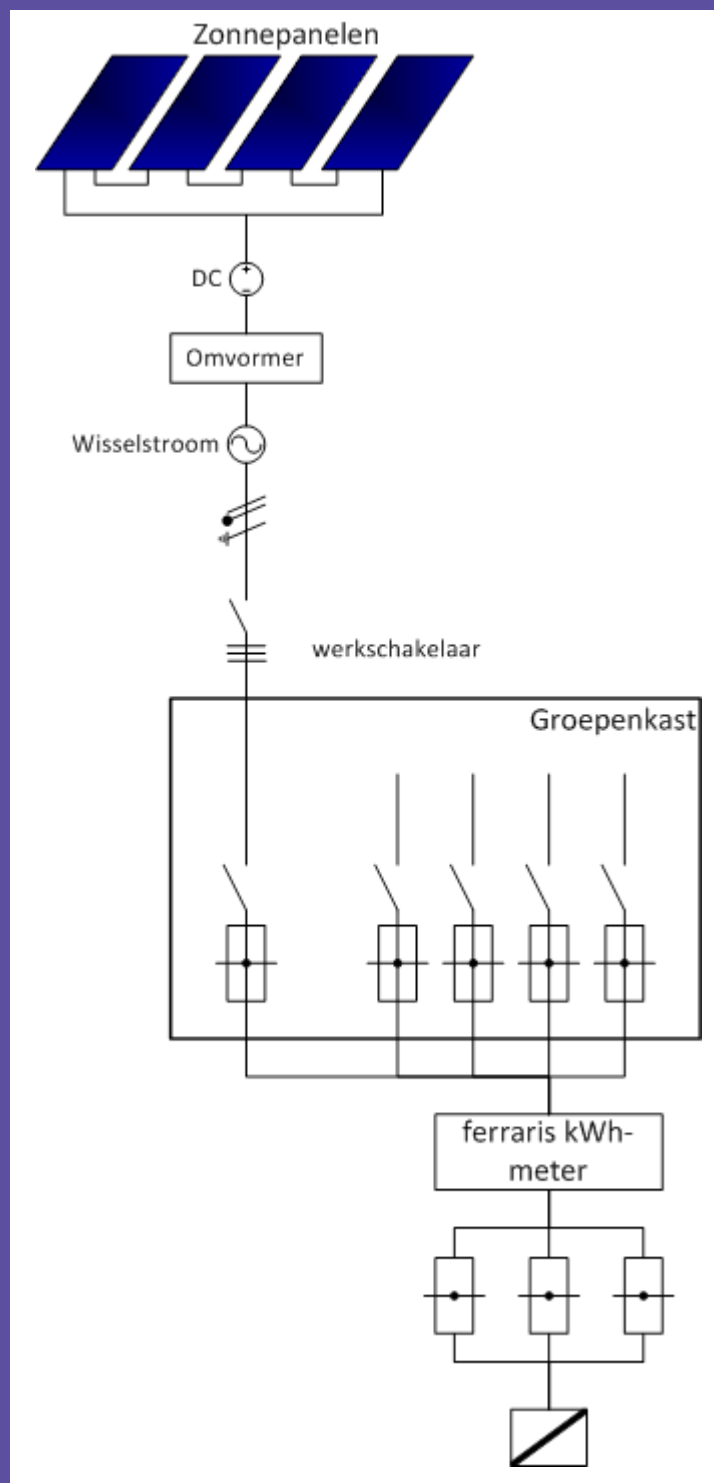 Zonnepanelen
DC
Omvormer
Wisselstroom
werkschakelaar
Groepenkast
ferraris kWh-
meter